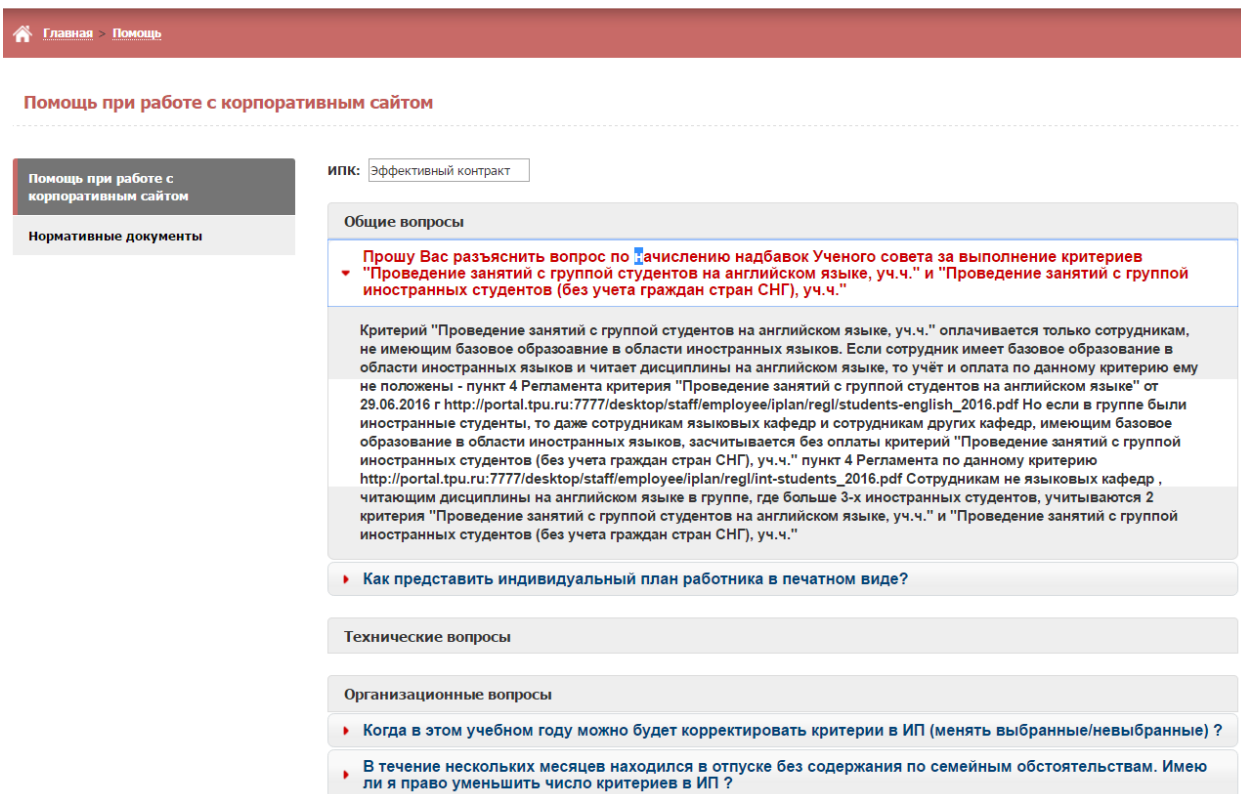 Главная > Помощь
Помощь при работе с корпоративным сайтом
Помощь при работе с
корпоративным сайтом
Нормативные документы
ИПК: Эффективный контракт
Общие вопросы
Прошу Вас разъяснить вопрос по начислению надбавок Ученого совета за выполнение критериев
"Проведение занятий с группой студентов на английском языке, уч.ч." и "Проведение занятий с группой
иностранных студентов (без учета граждан стран СНГ), уч.ч."
Критерий "Проведение занятий с группой студентов на английском языке, уч.ч." оплачивается только сотрудникам,
не имеющим базовое образоавние в области иностранных языков. Если сотрудник имеет базовое образование в
области иностранных языков и читает дисциплины на английском языке, то учёт и оплата по данному критерию ему
не положены - пункт 4 Регламента критерия "Проведение занятий с группой студентов на английском языке" от
29.06.2016 г http://portal.tpu.ru:7777/desktop/staff/employee/iplan/regl/students-english_2016.pdf Но если в группе были
иностранные студенты, то даже сотрудникам языковых кафедр и сотрудникам других кафедр, имеющим базовое
образование в области иностранных языков, засчитывается без оплаты критерий "Проведение занятий с группой
иностранных студентов (без учета граждан стран СНГ), уч.ч." пункт 4 Регламента по данному критерию
http://portal.tpu.ru:7777/desktop/staff/employee/iplan/regl/int-students_2016.pdf Сотрудникам не языковых кафедр ,
читающим дисциплины на английском языке в группе, где больше 3-х иностранных студентов, учитываются 2
критерия "Проведение занятий с группой студентов на английском языке, уч.ч." и "Проведение занятий с группой
иностранных студентов (без учета граждан стран СНГ), уч.ч."
Как представить индивидуальный план работника в печатном виде?
Технические вопросы
Организационные вопросы
Когда в этом учебном году можно будет корректировать критерии в ИП (менять выбранные/невыбранные) ?
В течение нескольких месяцев находился в отпуске без содержания по семейным обстоятельствам. Имею
ли я право уменьшить число критериев в ИП ?